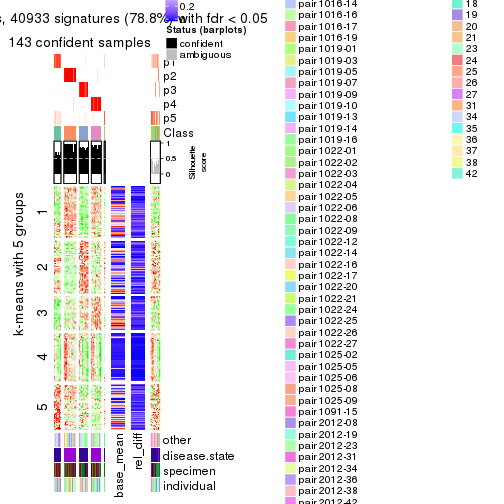 0.2
, 40933 signatures (78.8%) with fdr < 0.05
143 confident samples
Status (barplots)
confident
ambiguous
p1
p2
p3
p4
p5
Class
1
0.5
0
Silhouette
score
k-means with 5 groups
1
2
3
4
5
base_mean
rel_diff
other
disease.state
specimen
individual
pair1016-14
pair1016-16
pair1016-17
pair1016-19
pair1019-01
pair1019-03
pair1019-05
pair1019-07
pair1019-09
pair1019-10
pair1019-13
pair1019-14
pair1019-16
pair1022-01
pair1022-02
pair1022-03
pair1022-04
pair1022-05
pair1022-06
pair1022-08
pair1022-09
pair1022-12
pair1022-14
pair1022-16
pair1022-17
pair1022-20
pair1022-21
pair1022-24
pair1022-25
pair1022-26
pair1022-27
pair1025-02
pair1025-05
pair1025-06
pair1025-08
pair1025-09
pair1091-15
pair2012-08
pair2012-19
pair2012-23
pair2012-31
pair2012-34
pair2012-36
pair2012-38
pair2012-42
18
19
20
21
23
24
25
26
27
31
34
35
36
37
38
42